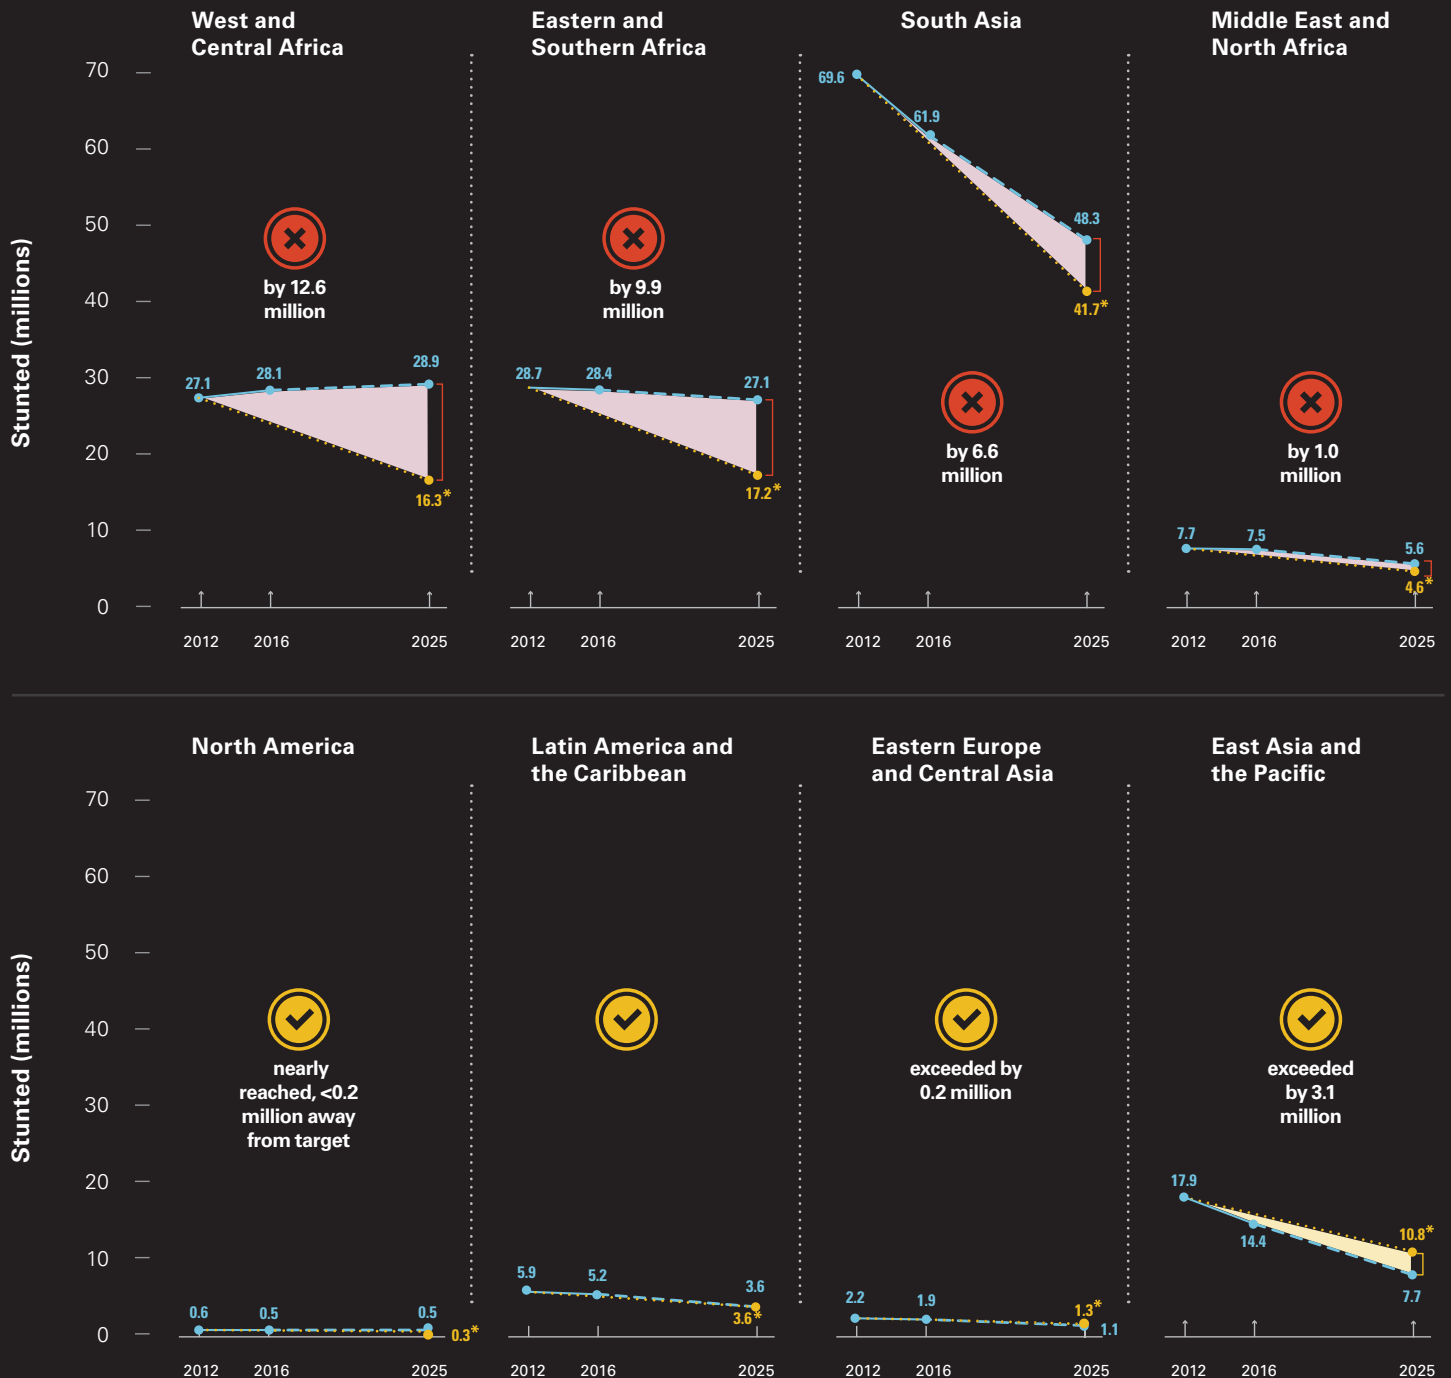 West and
Central Africa
Eastern and
Southern Africa
South Asia
Middle East and
North Africa
Stunted (millions)
70
60
50
40
30
20
10
0
by 12.6
million
27.1
28.1
28.9
16.3*
2012
2016
2025
by 9.9
million
28.7
28.4
27.1
17.2*
2012
2016
2025
69.6
61.9
48.3
41.7*
by 6.6
million
2012
2016
2025
by 1.0
million
7.7
7.5
5.6
4.6*
2012
2016
2025
North America
Latin America and
the Caribbean
Eastern Europe
and Central Asia
East Asia and
the Pacific
Stunted (millions)
70
60
50
40
30
20
10
0
nearly
reached, <0.2
million away
from target
0.6
0.5
0.5
0.3*
2012
2016
2025
5.9
5.2
3.6
3.6*
2012
2016
2025
exceeded by
0.2 million
2.2
1.9
1.3*
1.1
2012
2016
2025
exceeded
by 3.1
million
17.9
14.4
10.8*
7.7
2012
2016
2025